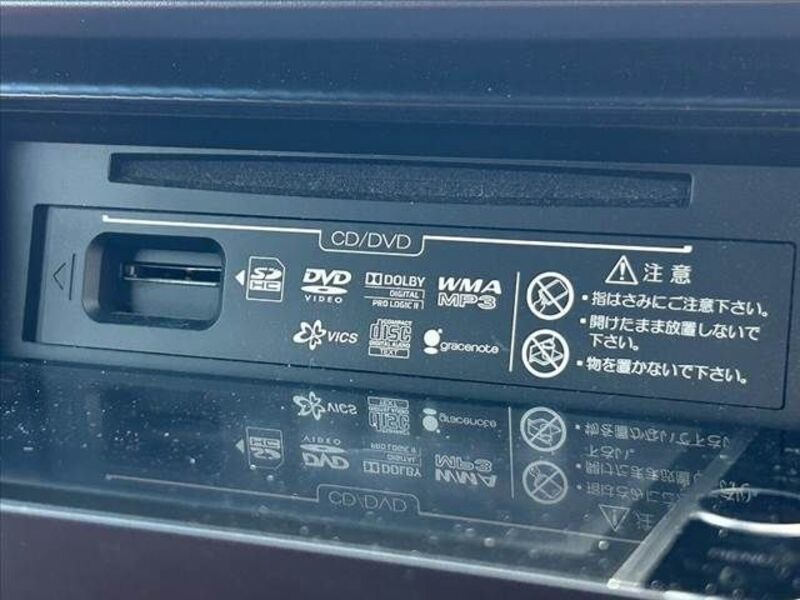 CD/DVD
SD
HC
DVD
VIDEO
DOLBY
DIGITAL
PRO LOGIC II
WMA
MP3
VICS
COMPACT
disc
DIGITAL AUDIO
TEXT
gracenote
注意
・指はさみにご注意下さい。
・開けたまま放置しないで
下さい。
・物を置かないで下さい。